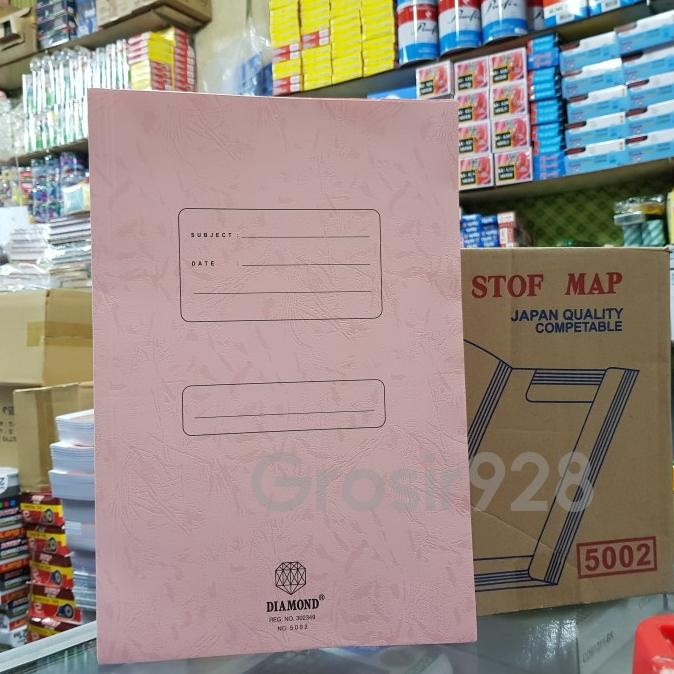 SUBJECT :
DATE :
DIAMOND®
REG. NO. 302349
NO. 5002
STOF MAP
JAPAN QUALITY
COMPETABLE
5002
Grosir928